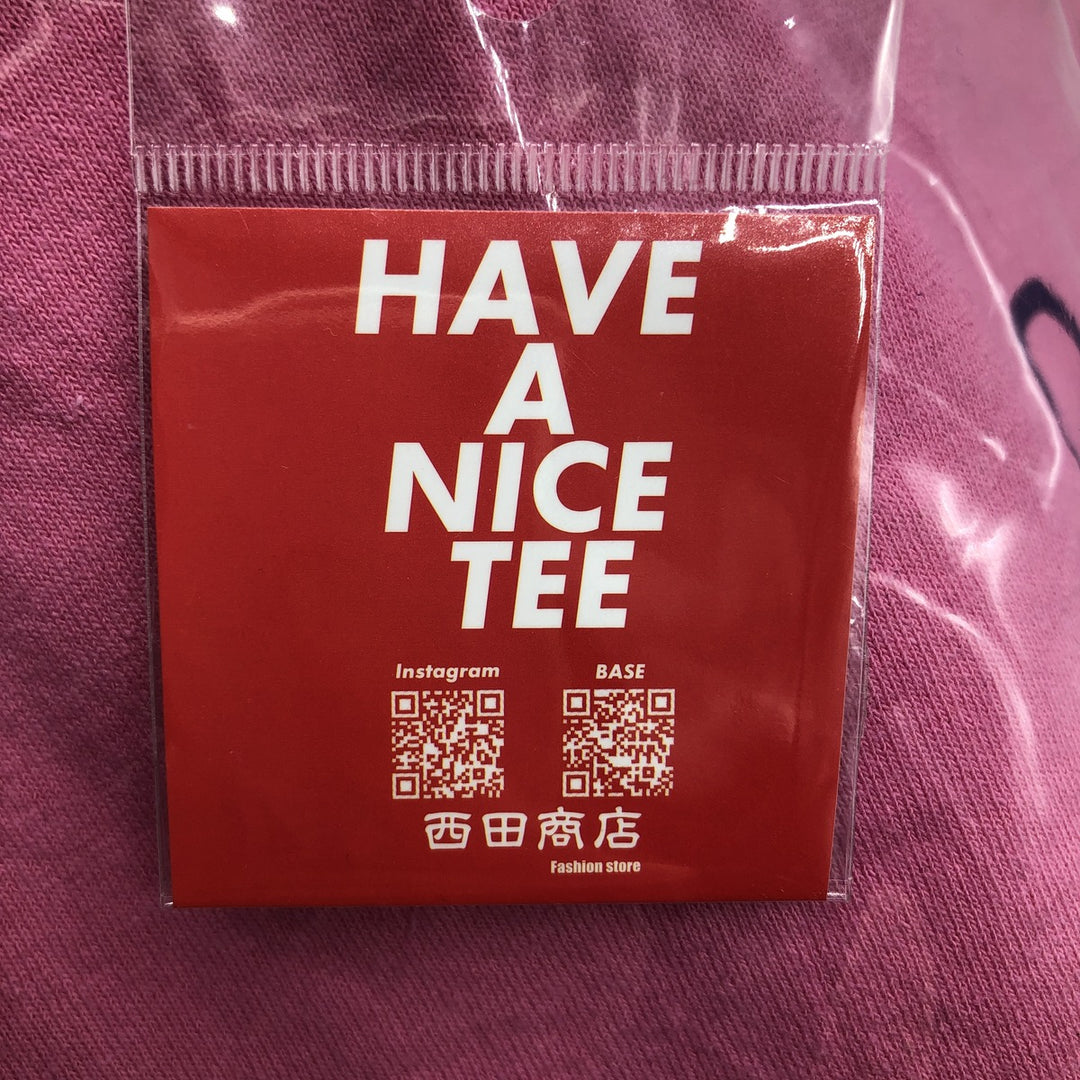 HAVE
A
NICE
TEE
Instagram BASE
西田商店
Fashion store